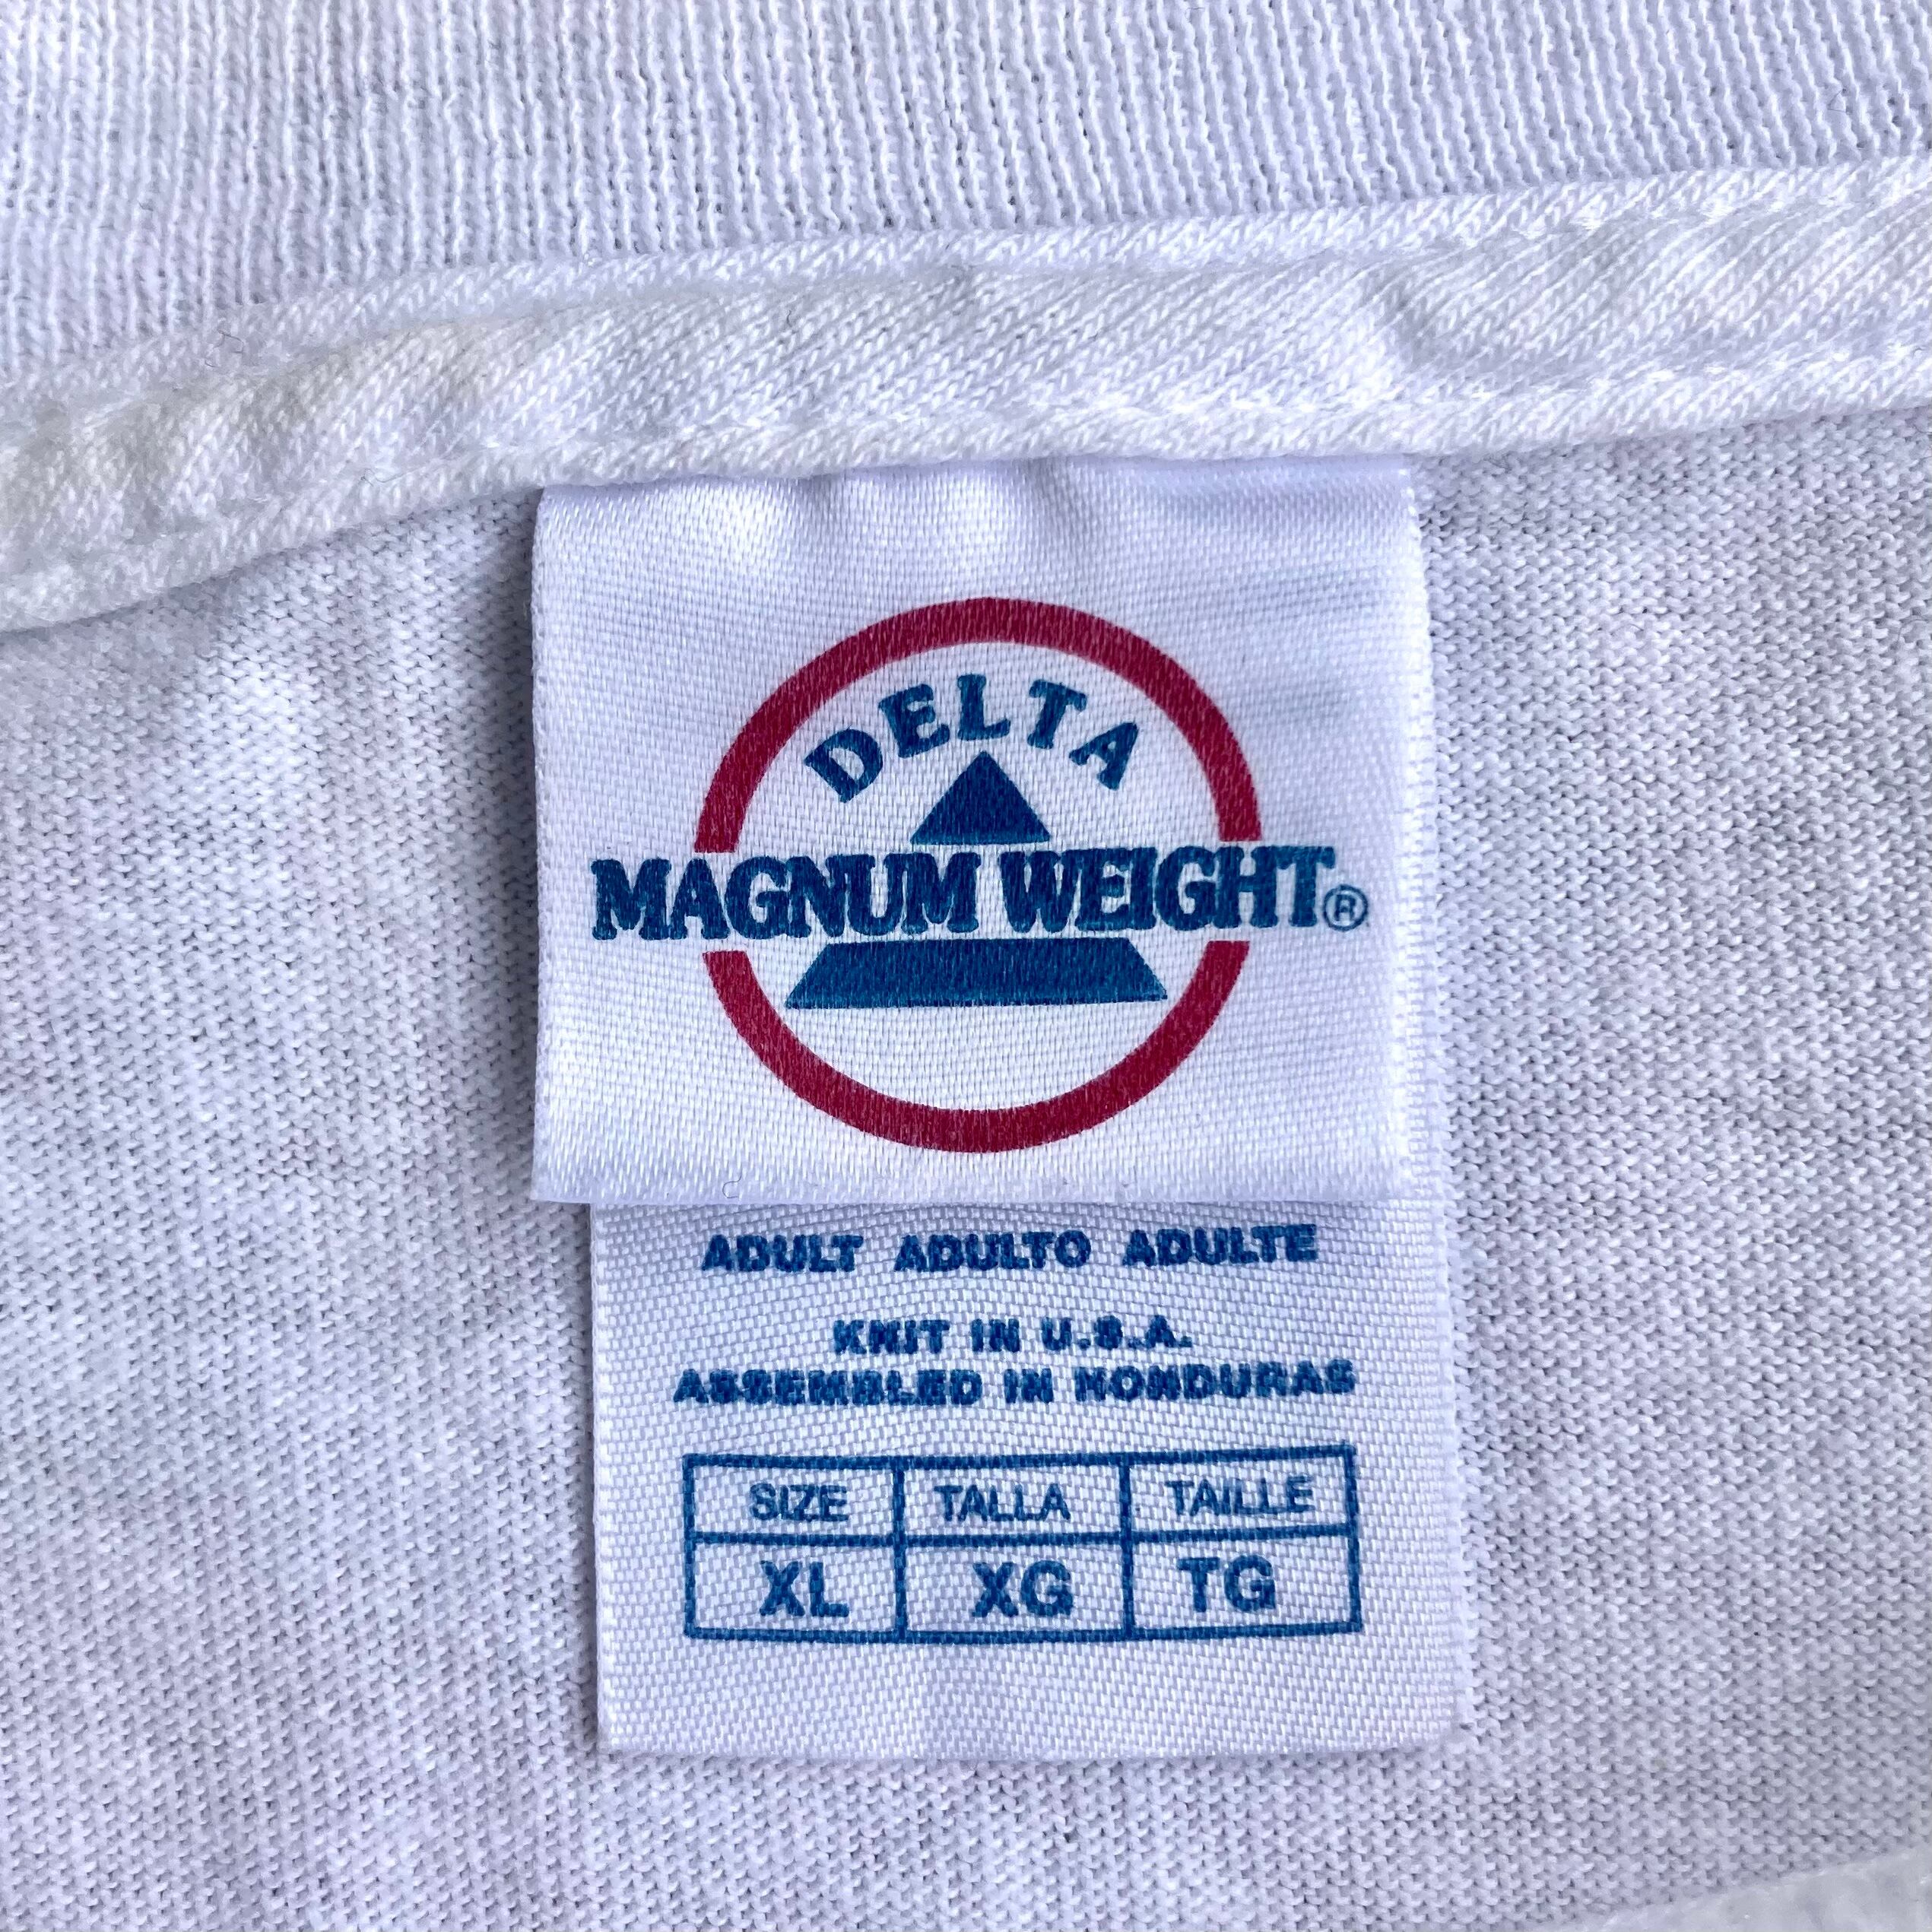 DELTA
MAGNUM WEIGHT®
ADULT ADULTO ADULTE
KNIT IN U.S.A.
ASSEMBLED IN HONDURAS
SIZE TALLA TAILLE
XL XG TG